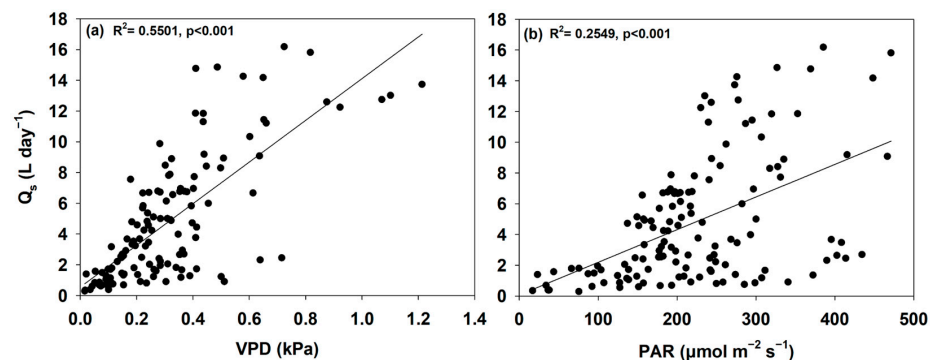 (a) R²= 0.5501, p<0.001
18
16
14
12
10
8
6
4
2
0
Qs (L day⁻¹)
0.0 0.2 0.4 0.6 0.8 1.0 1.2 1.4
VPD (kPa)
(b) R²= 0.2549, p<0.001
18
16
14
12
10
8
6
4
2
0
0 100 200 300 400 500
PAR (µmol m⁻² s⁻¹)